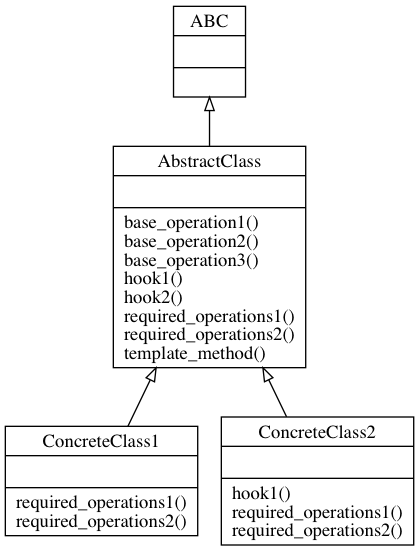 ABC
AbstractClass
base_operation1()
base_operation2()
base_operation3()
hook1()
hook2()
required_operations1()
required_operations2()
template_method()
ConcreteClass1
required_operations1()
required_operations2()
ConcreteClass2
hook1()
required_operations1()
required_operations2()